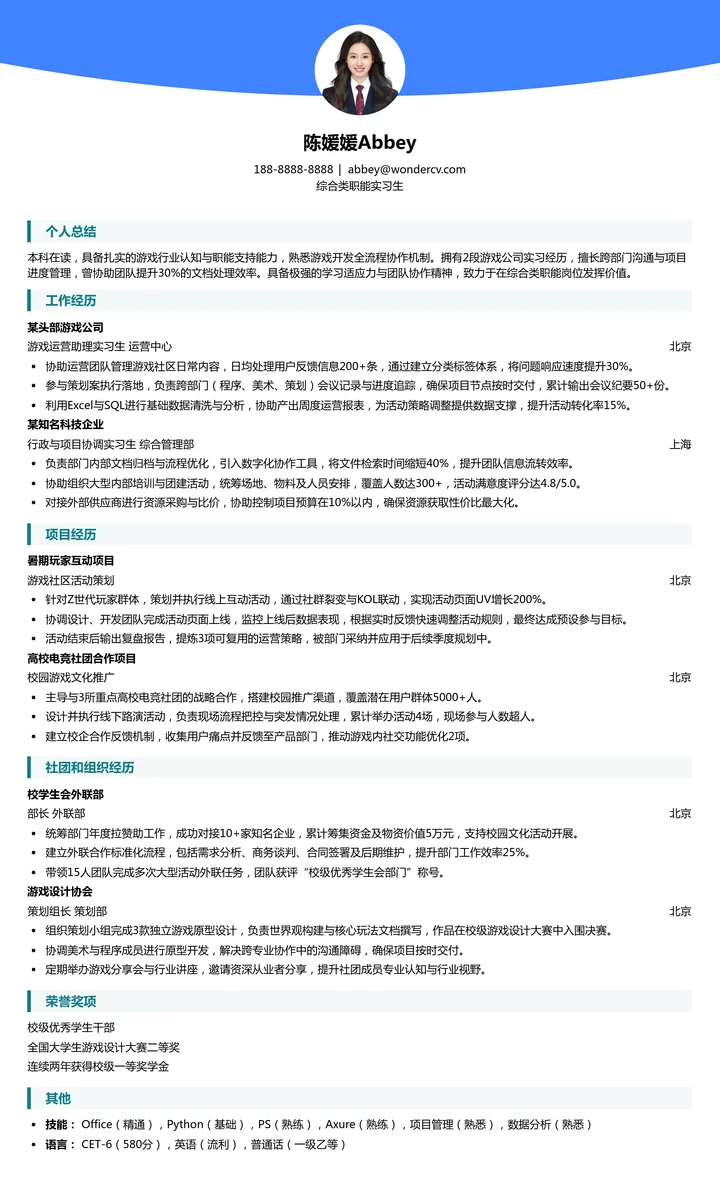 陈媛媛Abbey
188-8888-8888 | abbey@wondercv.com
综合类职能实习生
个人总结
本科在读，具备扎实的游戏行业认知与职能支持能力，熟悉游戏开发全流程协作机制。拥有2段游戏公司实习经历，擅长跨部门沟通与项目
进度管理，曾协助团队提升30%的文档处理效率。具备极强的学习适应力与团队协作精神，致力于在综合类职能岗位发挥价值。
工作经历
某头部游戏公司
游戏运营助理实习生 运营中心 北京
• 协助运营团队管理游戏社区日常内容，日均处理用户反馈信息200+条，通过建立分类标签体系，将问题响应速度提升30%。
• 参与策划案执行落地，负责跨部门（程序、美术、策划）会议记录与进度追踪，确保项目节点按时交付，累计输出会议纪要50+份。
• 利用Excel与SQL进行基础数据清洗与分析，协助产出周度运营报表，为活动策略调整提供数据支撑，提升活动转化率15%。
某知名科技企业
行政与项目协调实习生 综合管理部 上海
• 负责部门内部文档归档与流程优化，引入数字化协作工具，将文件检索时间缩短40%，提升团队信息流转效率。
• 协助组织大型内部培训与团建活动，统筹场地、物料及人员安排，覆盖人数达300+，活动满意度评分达4.8/5.0。
• 对接外部供应商进行资源采购与比价，协助控制项目预算在10%以内，确保资源获取性价比最大化。
项目经历
暑期玩家互动项目
游戏社区活动策划 北京
• 针对Z世代玩家群体，策划并执行线上互动活动，通过社群裂变与KOL联动，实现活动页面UV增长200%。
• 协调设计、开发团队完成活动页面上线，监控上线后数据表现，根据实时反馈快速调整活动规则，最终达成预设参与目标。
• 活动结束后输出复盘报告，提炼3项可复用的运营策略，被部门采纳并应用于后续季度规划中。
高校电竞社团合作项目
校园游戏文化推广 北京
• 主导与3所重点高校电竞社团的战略合作，搭建校园推广渠道，覆盖潜在用户群体5000+人。
• 设计并执行线下路演活动，负责现场流程把控与突发情况处理，累计举办活动4场，现场参与人数超人。
• 建立校企合作反馈机制，收集用户痛点并反馈至产品部门，推动游戏内社交功能优化2项。
社团和组织经历
校学生会外联部
部长 外联部 北京
• 统筹部门年度拉赞助工作，成功对接10+家知名企业，累计筹集资金及物资价值5万元，支持校园文化活动开展。
• 建立外联合作标准化流程，包括需求分析、商务谈判、合同签署及后期维护，提升部门工作效率25%。
• 带领15人团队完成多次大型活动外联任务，团队获评“校级优秀学生会部门”称号。
游戏设计协会
策划组长 策划部 北京
• 组织策划小组完成3款独立游戏原型设计，负责世界观构建与核心玩法文档撰写，作品在校级游戏设计大赛中入围决赛。
• 协调美术与程序成员进行原型开发，解决跨专业协作中的沟通障碍，确保项目按时交付。
• 定期举办游戏分享会与行业讲座，邀请资深从业者分享，提升社团成员专业认知与行业视野。
荣誉奖项
校级优秀学生干部
全国大学生游戏设计大赛二等奖
连续两年获得校级一等奖学金
其他
• 技能： Office（精通），Python（基础），PS（熟练），Axure（熟练），项目管理（熟悉），数据分析（熟悉）
• 语言： CET-6（580分），英语（流利），普通话（一级乙等）